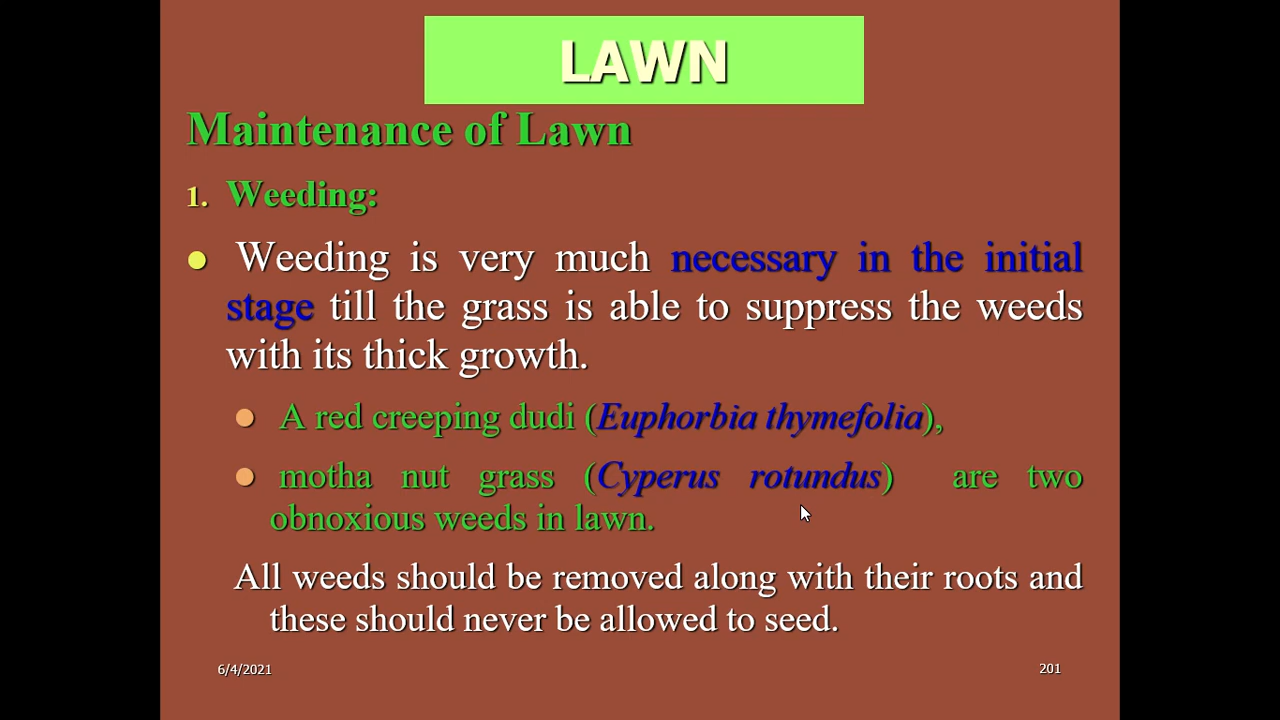 LAWN
Maintenance of Lawn
1. Weeding:
● Weeding is very much necessary in the initial
stage till the grass is able to suppress the weeds
with its thick growth.
● A red creeping dudi (Euphorbia thymefolia),
● motha nut grass (Cyperus rotundus) are two
obnoxious weeds in lawn.
All weeds should be removed along with their roots and
these should never be allowed to seed.
6/4/2021
201